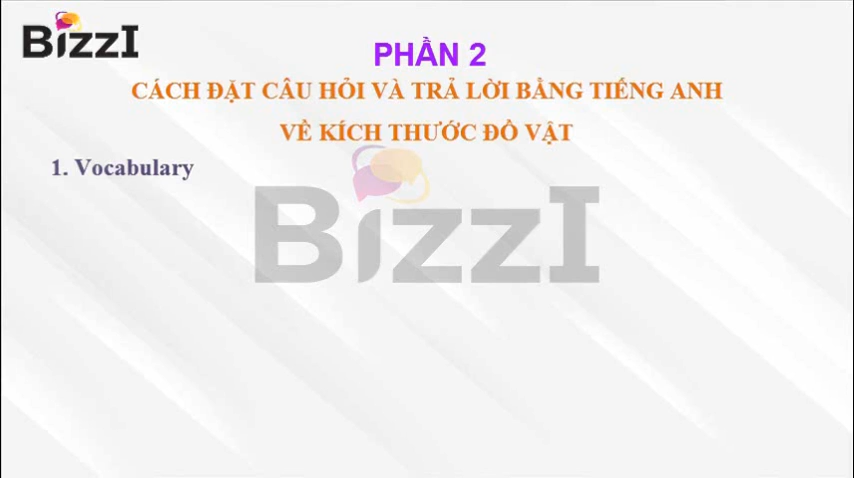 BizzI
PHẦN 2
CÁCH ĐẶT CÂU HỎI VÀ TRẢ LỜI BẰNG TIẾNG ANH
VỀ KÍCH THƯỚC ĐỒ VẬT
1. Vocabulary
BizzI